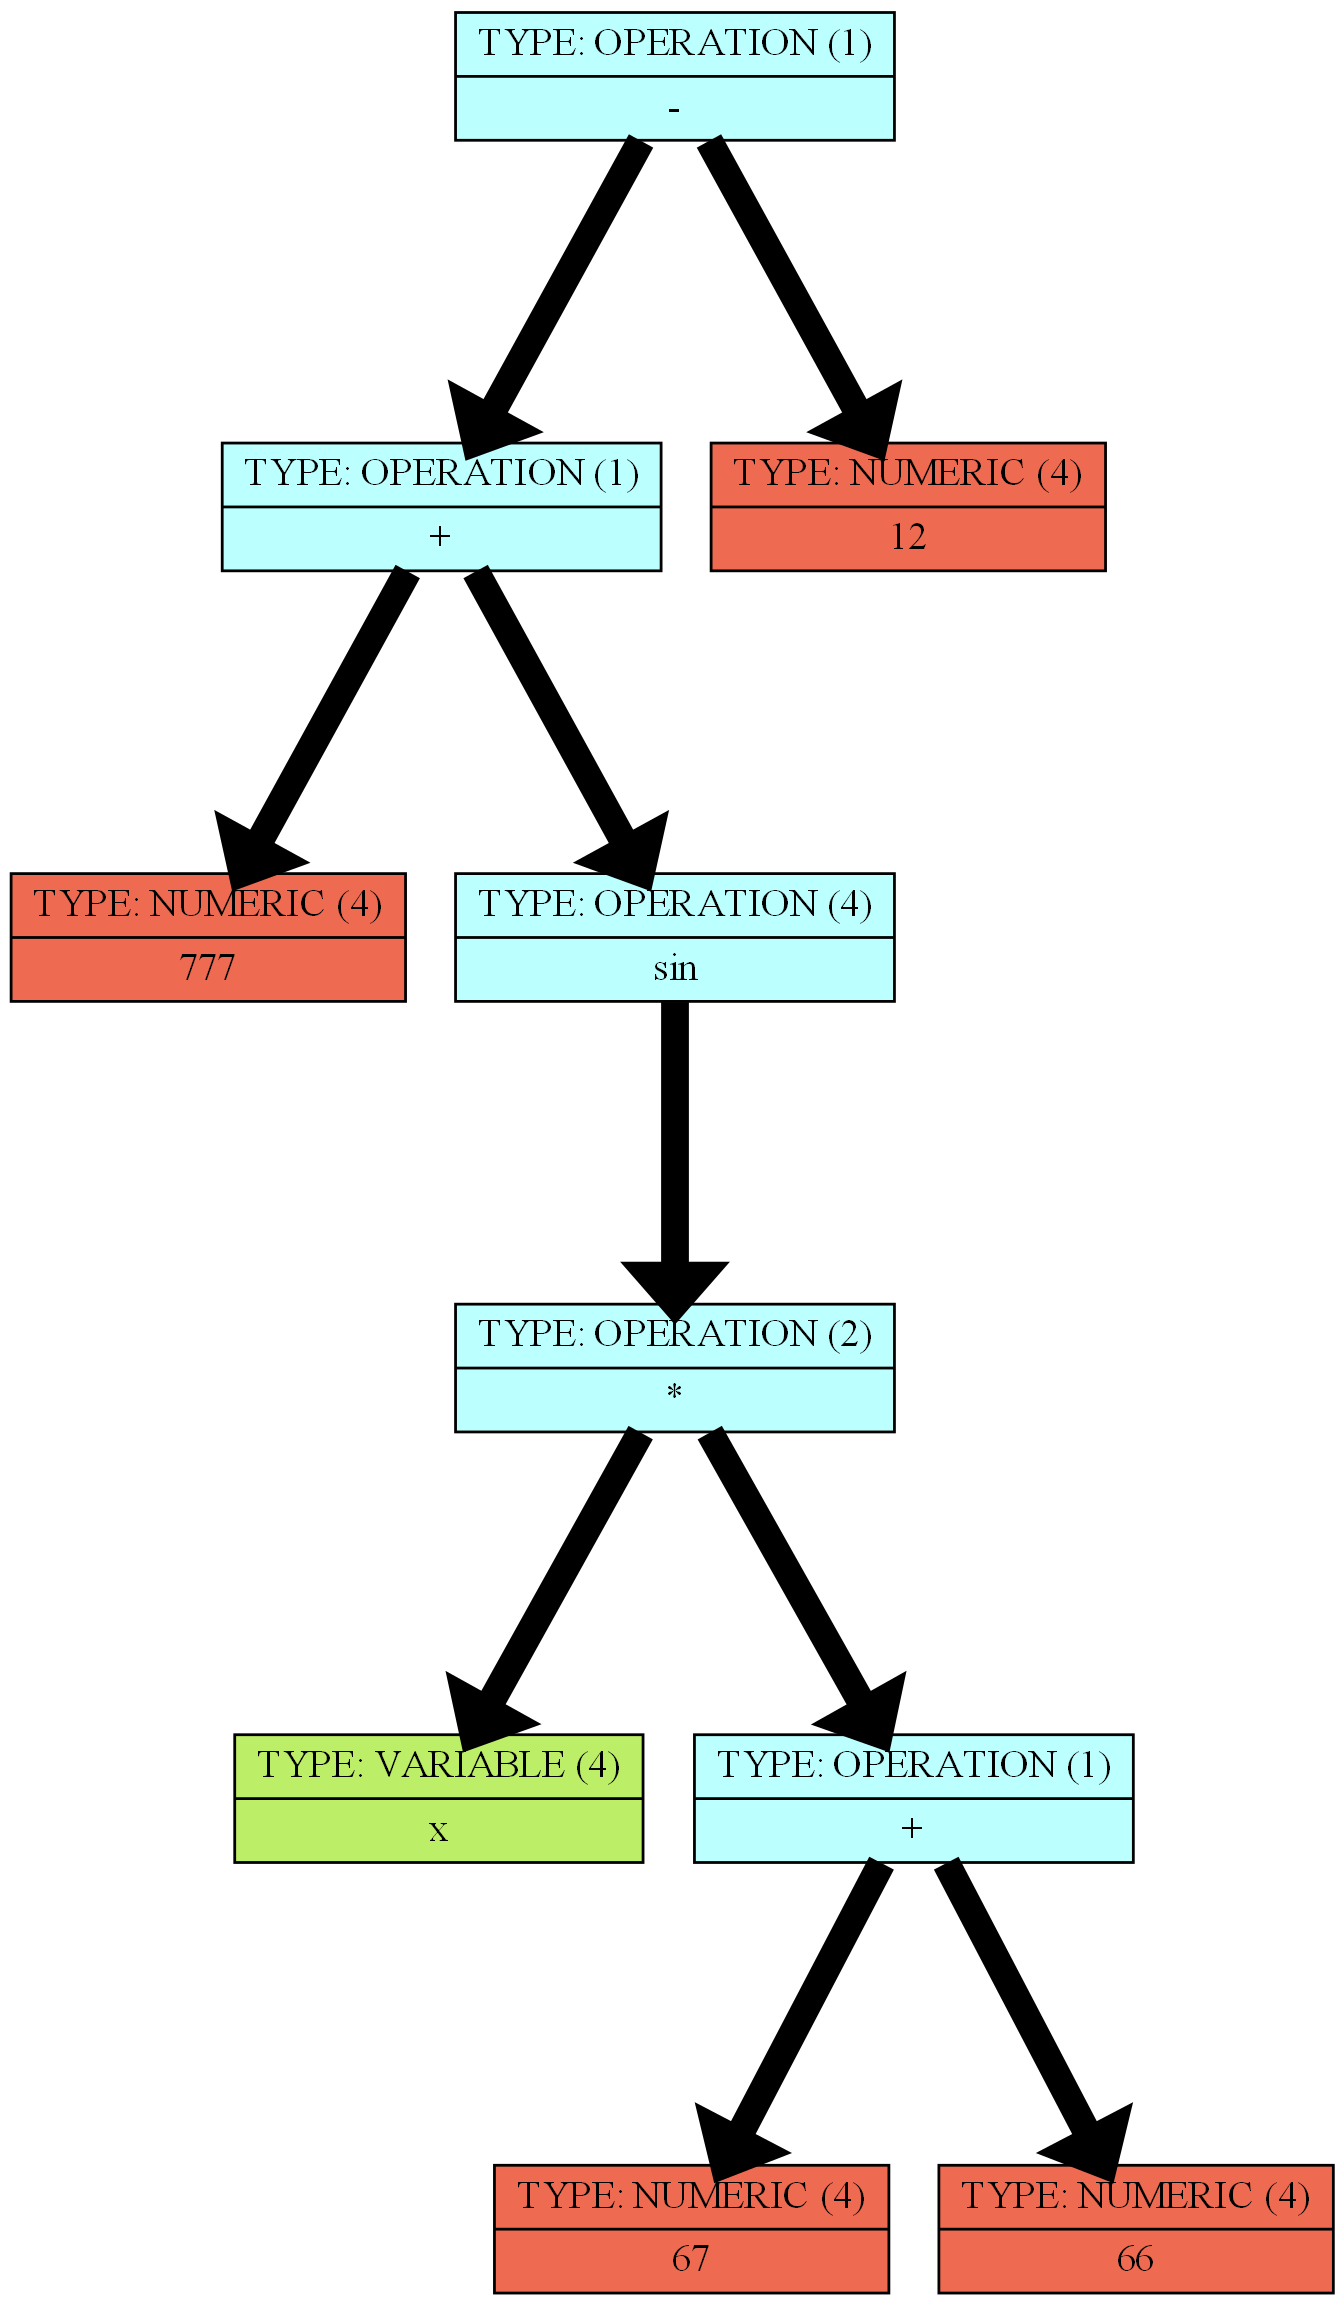 TYPE: OPERATION (1)
-
TYPE: OPERATION (1)
+
TYPE: NUMERIC (4)
12
TYPE: NUMERIC (4)
777
TYPE: OPERATION (4)
sin
TYPE: OPERATION (2)
*
TYPE: VARIABLE (4)
x
TYPE: OPERATION (1)
+
TYPE: NUMERIC (4)
67
TYPE: NUMERIC (4)
66